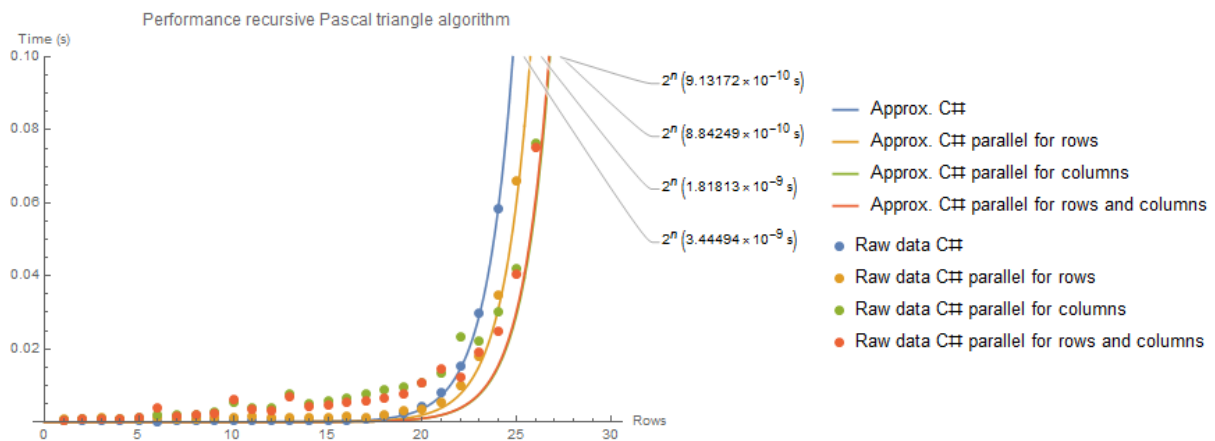 Performance recursive Pascal triangle algorithm
Time (s)
0.10
0.08
0.06
0.04
0.02
0
5
10
15
20
25
30
Rows
2ⁿ (9.13172 × 10⁻¹⁰ s)
2ⁿ (8.84249 × 10⁻¹⁰ s)
2ⁿ (1.81813 × 10⁻⁹ s)
2ⁿ (3.44494 × 10⁻⁹ s)
Approx. C#
Approx. C# parallel for rows
Approx. C# parallel for columns
Approx. C# parallel for rows and columns
Raw data C#
Raw data C# parallel for rows
Raw data C# parallel for columns
Raw data C# parallel for rows and columns